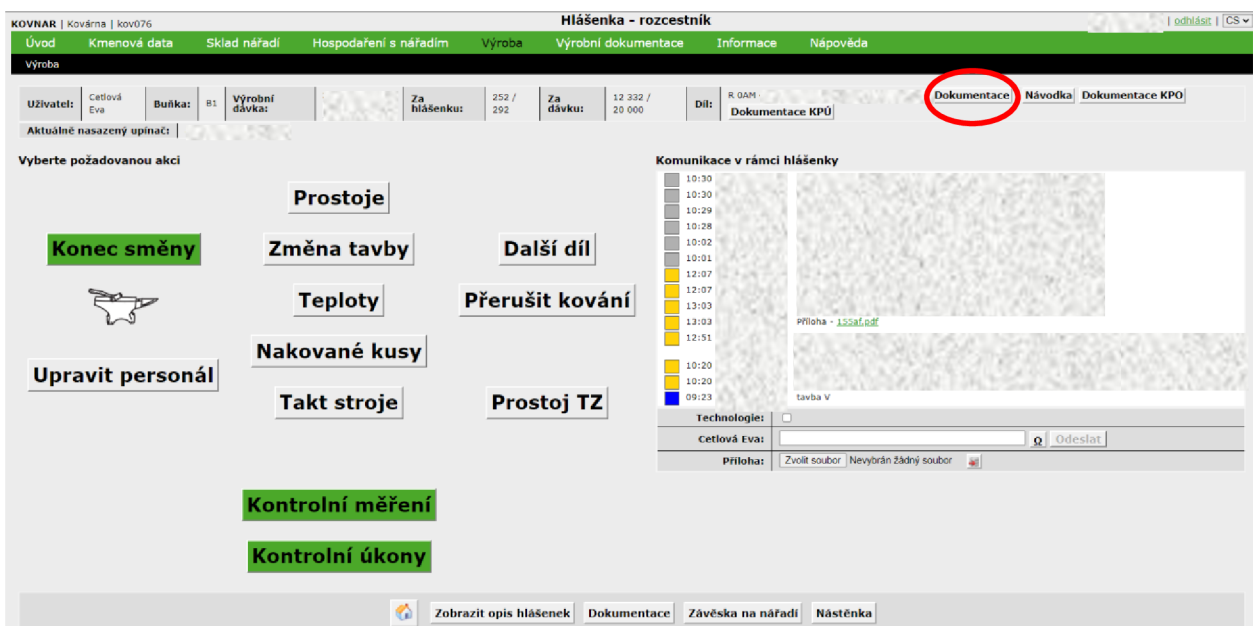 KOVNAR | Kovárna | kov076
Hlášenka - rozcestník
| odhlásit | CS
Úvod Kmenová data Sklad nářadí Hospodaření s nářadím Výroba Výrobní dokumentace Informace Nápověda
Výroba
Uživatel: Cetlová Eva Buňka: B1 Výrobní dávka: Za hlášenku: 252 / 292 Za dávku: 12 332 / 20 000 Díl: Dokumentace Návodka Dokumentace KPO
Dokumentace KPÚ
Aktuálně nasazený upínač:
Vyberte požadovanou akci
Prostoje
Konec směny Změna tavby Další díl
Teploty Přerušit kování
Nakované kusy
Upravit personál
Takt stroje Prostoj TZ
Kontrolní měření
Kontrolní úkony
Komunikace v rámci hlášenky
10:30
10:30
10:29
10:28
10:02
10:01
12:07
12:07
13:03
13:03 Příloha - 155af.pdf
12:51
10:20
10:20
09:23 tavba V
Technologie:
Cetlová Eva: Ω Odeslat
Příloha: Zvolit soubor Nevybrán žádný soubor
Zobrazit opis hlášenek Dokumentace Závěska na nářadí Nástěnka